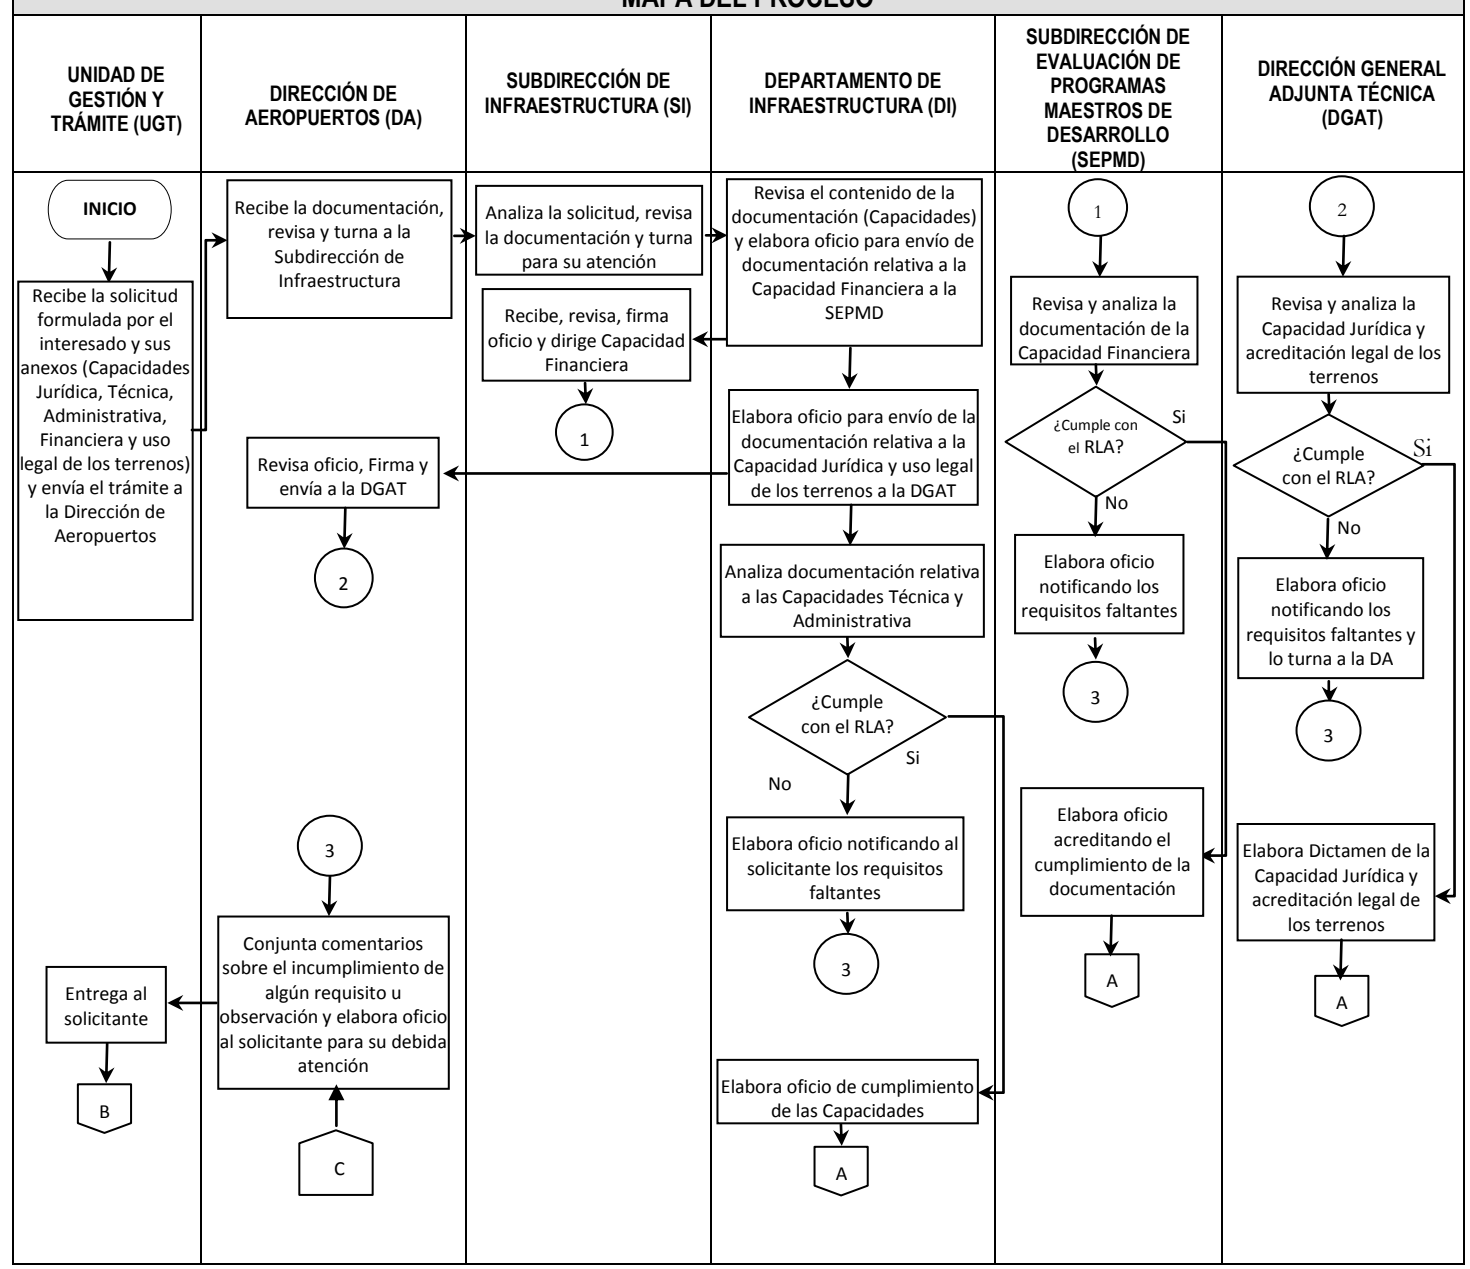 MAPA DEL PROCESO
UNIDAD DE
GESTIÓN Y
TRÁMITE (UGT)
DIRECCIÓN DE
AEROPUERTOS (DA)
SUBDIRECCIÓN DE
INFRAESTRUCTURA (SI)
DEPARTAMENTO DE
INFRAESTRUCTURA (DI)
SUBDIRECCIÓN DE
EVALUACIÓN DE
PROGRAMAS
MAESTROS DE
DESARROLLO
(SEPMD)
DIRECCIÓN GENERAL
ADJUNTA TÉCNICA
(DGAT)
INICIO
Recibe la solicitud
formulada por el
interesado y sus
anexos (Capacidades
Jurídica, Técnica,
Administrativa,
Financiera y uso
legal de los terrenos)
y envía el trámite a
la Dirección de
Aeropuertos
Entrega al
solicitante
B
Recibe la documentación,
revisa y turna a la
Subdirección de
Infraestructura
Revisa oficio, Firma y
envía a la DGAT
2
3
Conjunta comentarios
sobre el incumplimiento de
algún requisito u
observación y elabora oficio
al solicitante para su debida
atención
C
Analiza la solicitud, revisa
la documentación y turna
para su atención
Recibe, revisa, firma
oficio y dirige Capacidad
Financiera
1
Revisa el contenido de la
documentación (Capacidades)
y elabora oficio para envío de
documentación relativa a la
Capacidad Financiera a la
SEPMD
Elabora oficio para envío de la
documentación relativa a la
Capacidad Jurídica y uso legal
de los terrenos a la DGAT
Analiza documentación relativa
a las Capacidades Técnica y
Administrativa
¿Cumple
con el RLA?
Si
No
Elabora oficio notificando al
solicitante los requisitos
faltantes
3
Elabora oficio de cumplimiento
de las Capacidades
A
1
Revisa y analiza la
documentación de la
Capacidad Financiera
¿Cumple con
el RLA?
Si
No
Elabora oficio
notificando los
requisitos faltantes
3
Elabora oficio
acreditando el
cumplimiento de la
documentación
A
2
Revisa y analiza la
Capacidad Jurídica y
acreditación legal de los
terrenos
¿Cumple
con el RLA?
Si
No
Elabora oficio
notificando los
requisitos faltantes y
lo turna a la DA
3
Elabora Dictamen de la
Capacidad Jurídica y
acreditación legal de
los terrenos
A